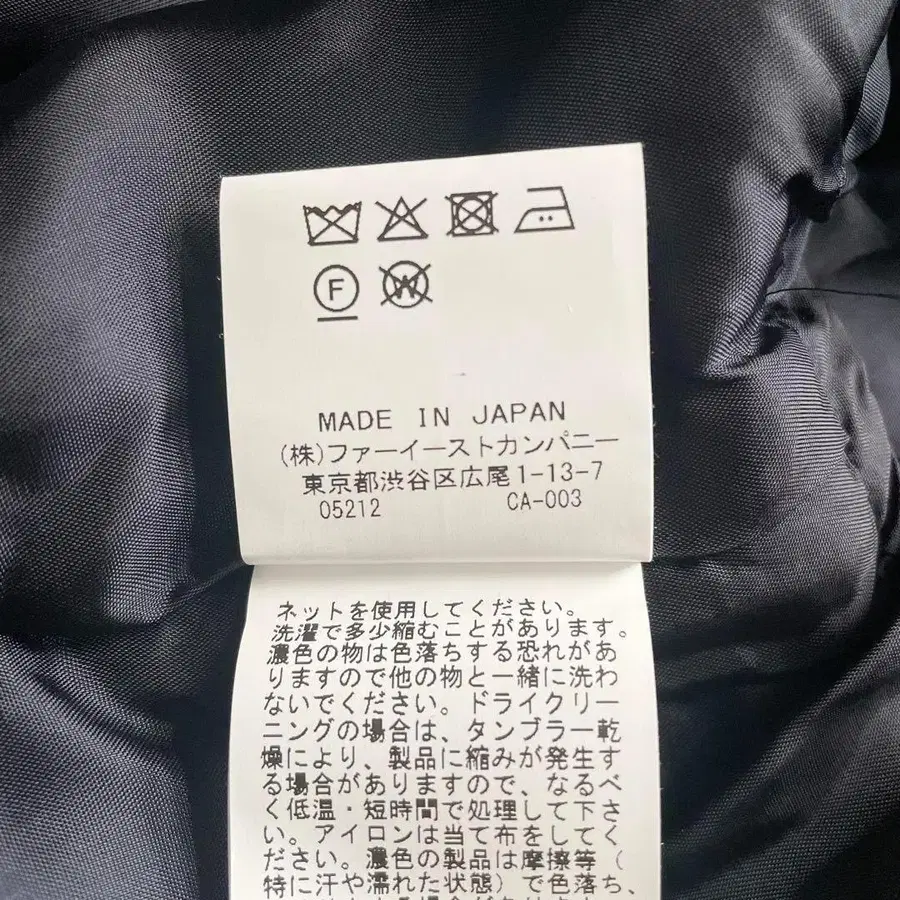 F
W
MADE IN JAPAN
(株)ファーイーストカンパニー
東京都渋谷区広尾1-13-7
05212 CA-003
ネットを使用してください。
洗濯で多少縮むことがあります。
濃色の物は色落ちする恐れがあ
りますので他の物と一緒に洗わ
ないでください。ドライクリー
ニングの場合は、タンブラー乾
燥により、製品に縮みが発生す
る場合がありますので、なるべ
く低温・短時間で処理して下さ
い。アイロンは当て布をしてく
ださい。濃色の製品は摩擦等(
特に汗や濡れた状態)で色落ち、